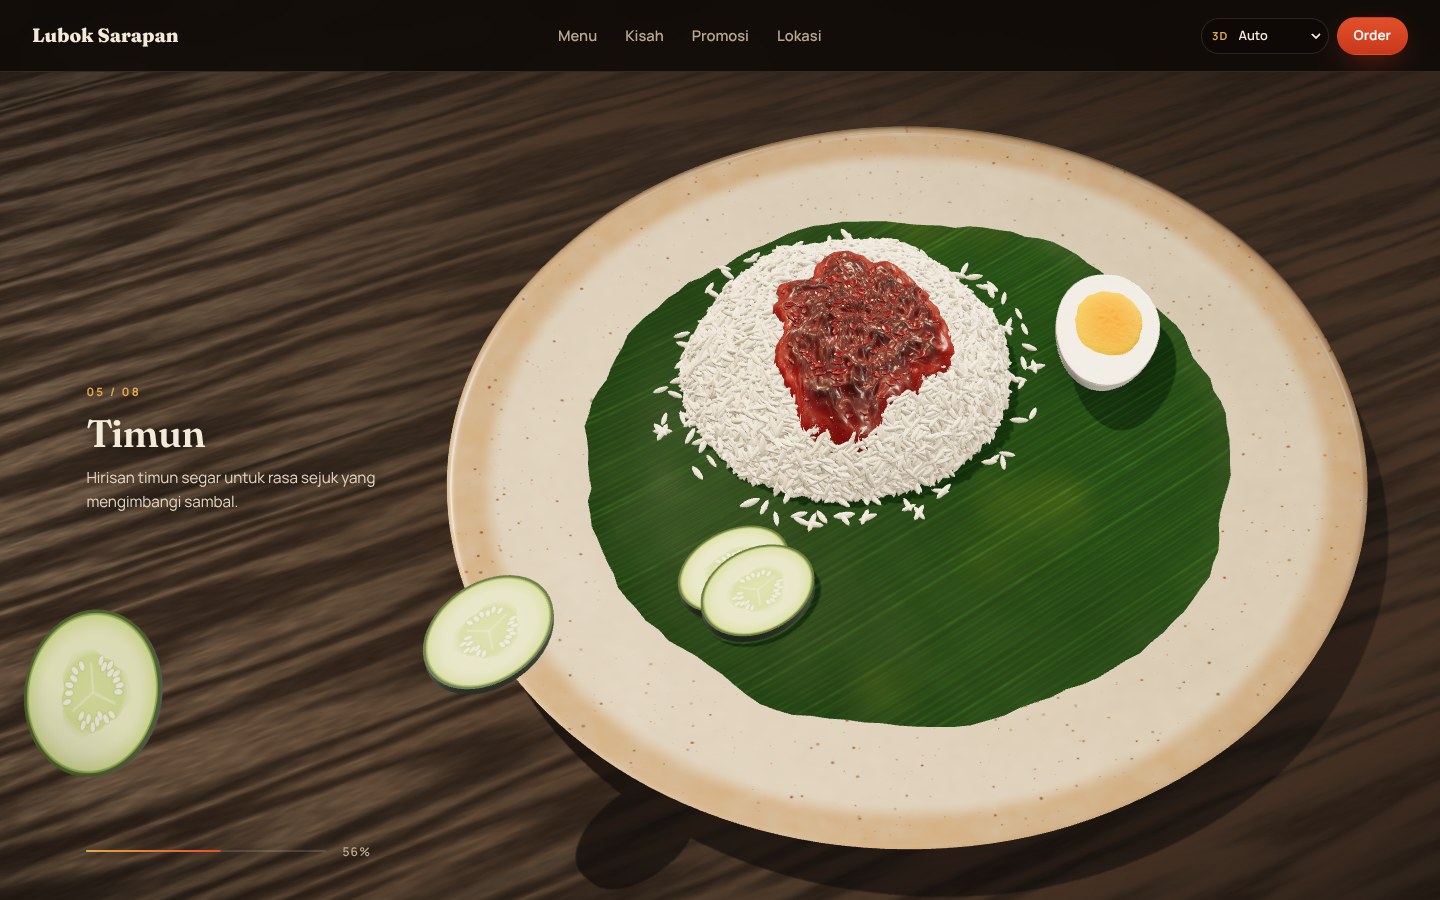 Lubok Sarapan
Menu
Kisah
Promosi
Lokasi
3D Auto
Order
05 / 08
Timun
Hirisan timun segar untuk rasa sejuk yang
mengimbangi sambal.
56%